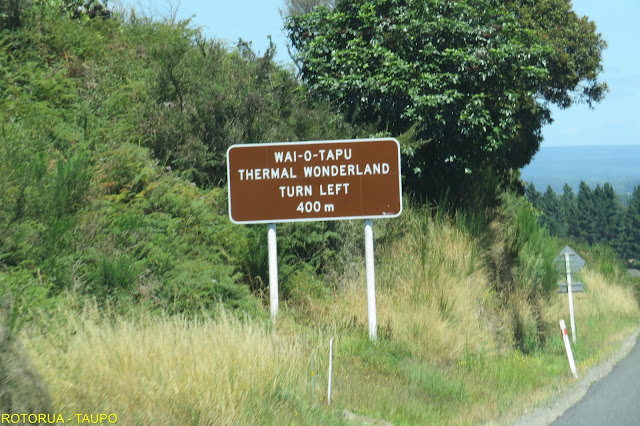 WAI-O-TAPU
THERMAL WONDERLAND
TURN LEFT
400 m
ROTORUA - TAUPO